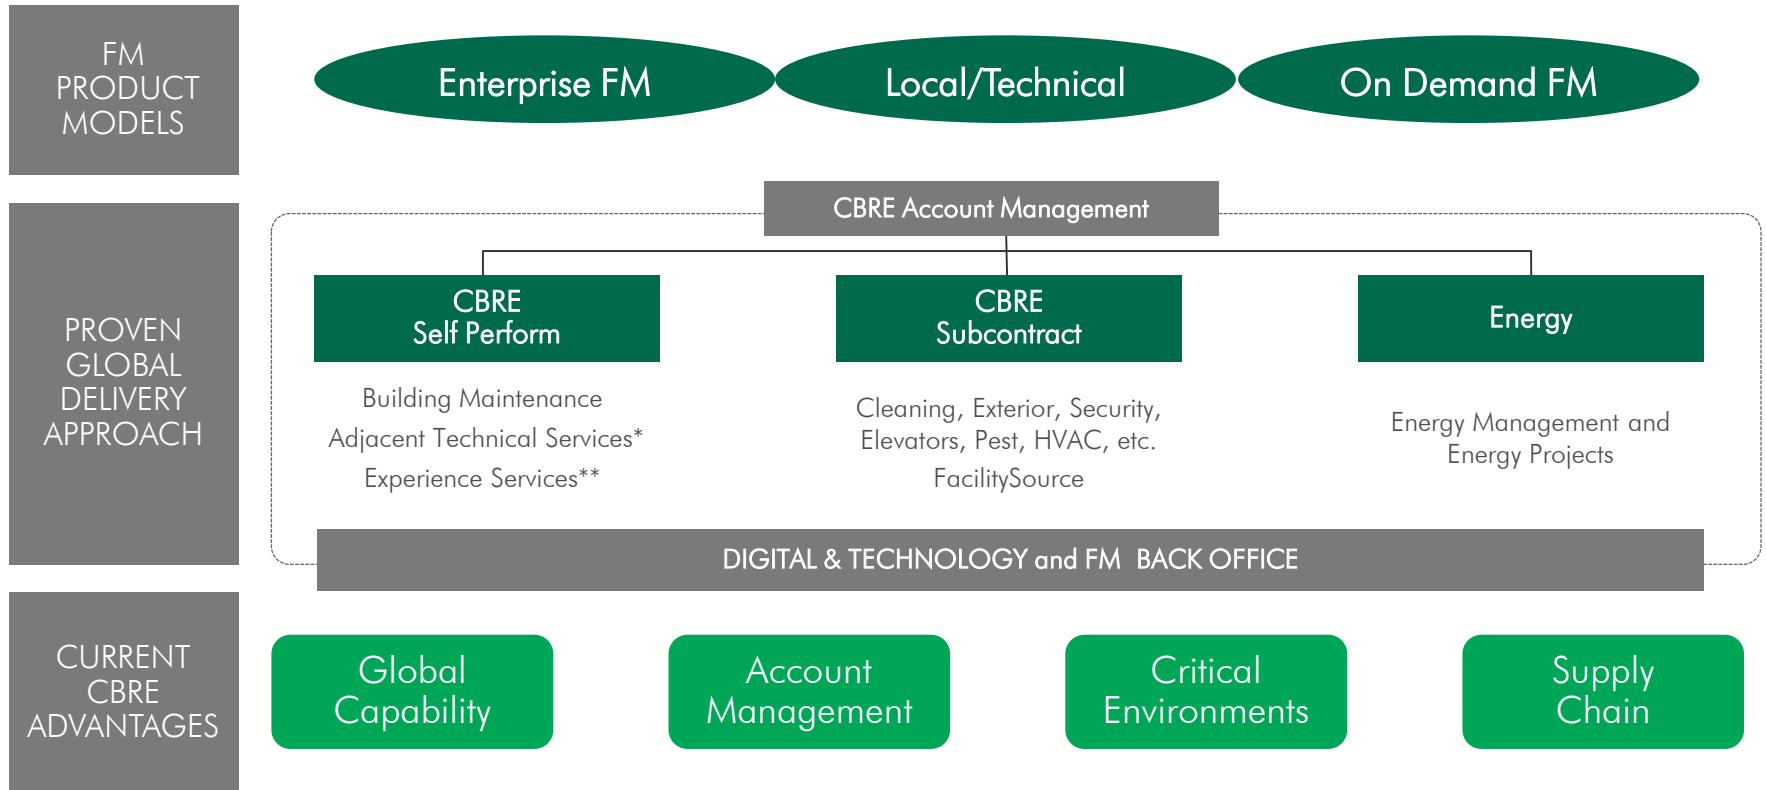 FM
PRODUCT
MODELS
Enterprise FM
Local/Technical
On Demand FM
PROVEN
GLOBAL
DELIVERY
APPROACH
CBRE Account Management
CBRE
Self Perform
Building Maintenance
Adjacent Technical Services*
Experience Services**
CBRE
Subcontract
Cleaning, Exterior, Security,
Elevators, Pest, HVAC, etc.
FacilitySource
Energy
Energy Management and
Energy Projects
DIGITAL & TECHNOLOGY and FM BACK OFFICE
CURRENT
CBRE
ADVANTAGES
Global
Capability
Account
Management
Critical
Environments
Supply
Chain